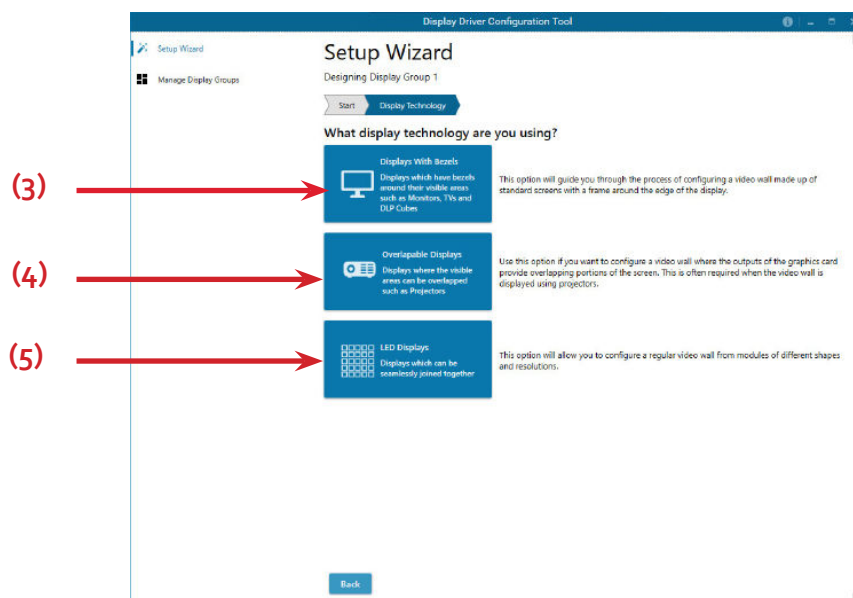 Display Driver Configuration Tool
Setup Wizard
Manage Display Groups
Setup Wizard
Designing Display Group 1
Start
Display Technology
What display technology are you using?
(3)
Displays With Bezels
Displays which have bezels
around their visible areas
such as Monitors, TVs and
DLP Cubes
This option will guide you through the process of configuring a video wall made up of
standard screens with a frame around the edge of the display.
(4)
Overlapable Displays
Displays where the visible
areas can be overlapped
such as Projectors
Use this option if you want to configure a video wall where the outputs of the graphics card
provide overlapping portions of the screen. This is often required when the video wall is
displayed using projectors.
(5)
LED Displays
Displays which can be
seamlessly joined together
This option will allow you to configure a regular video wall from modules of different shapes
and resolutions.
Back